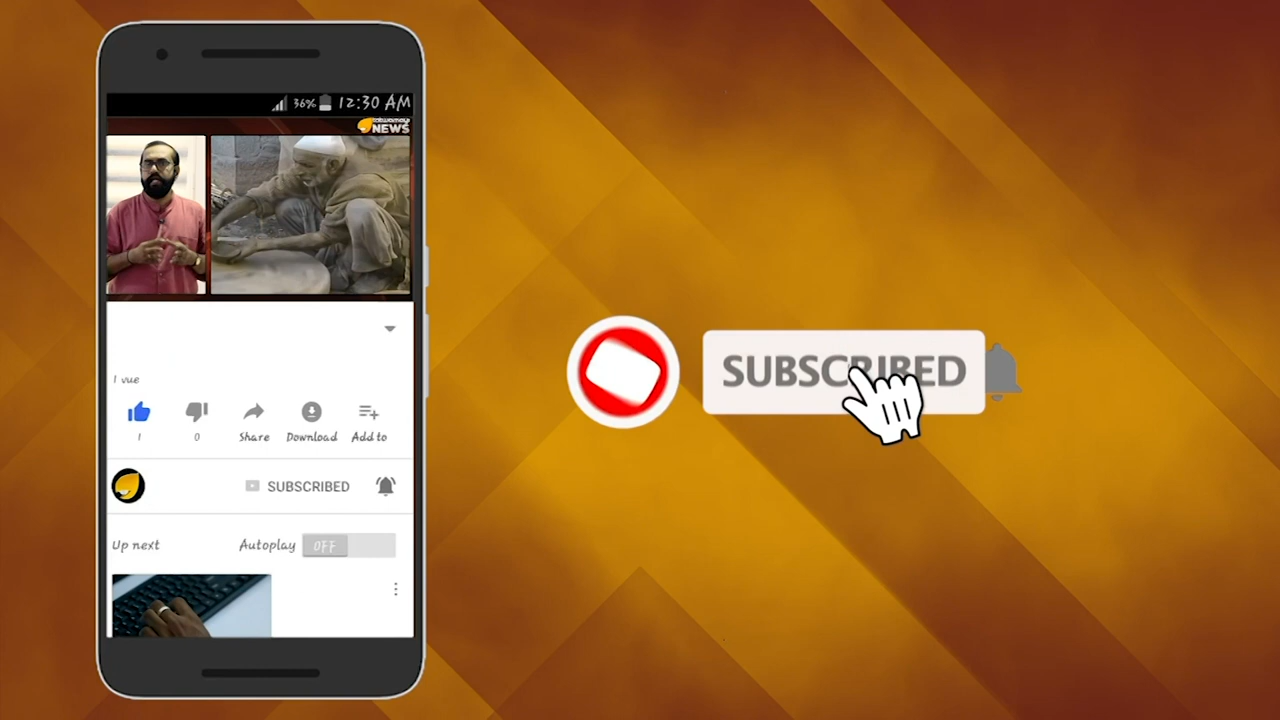 36% 12:30 AM
tatwamayi
NEWS
1 vue
1
0
Share
Download
Add to
SUBSCRIBED
Up next
Autoplay
OFF
SUBSCRIBED